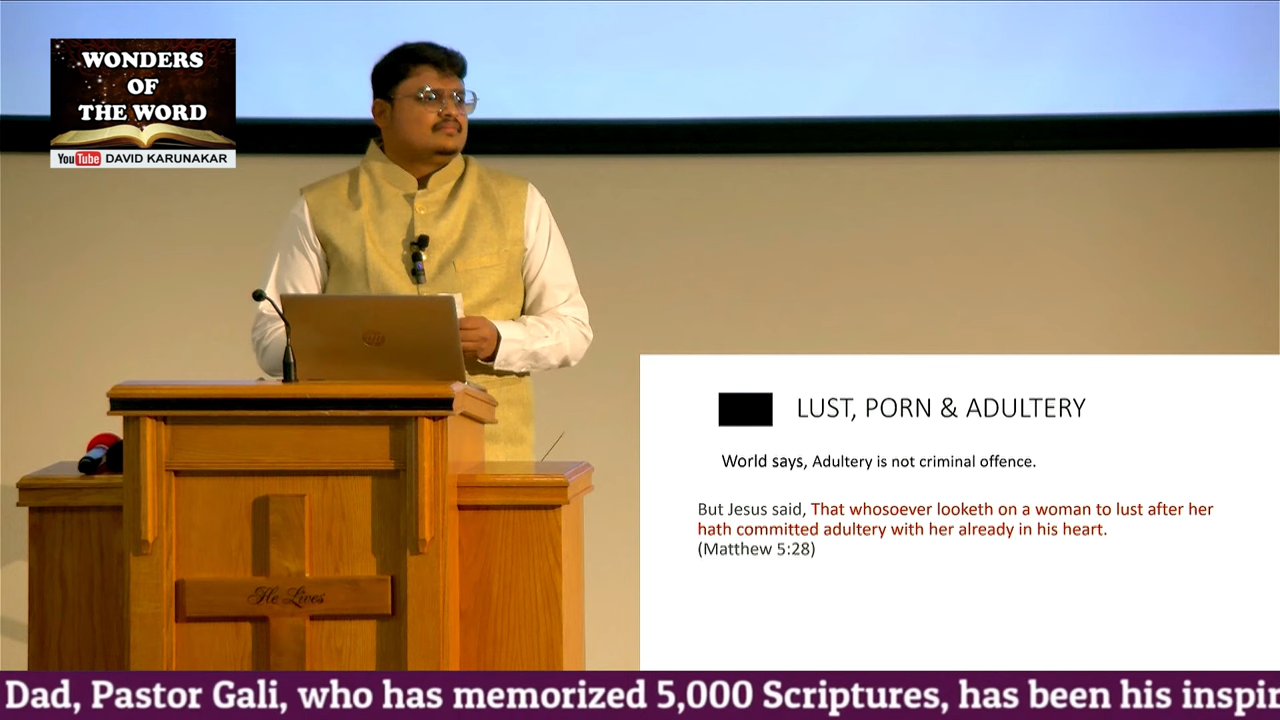 WONDERS
OF
THE WORD
YouTube DAVID KARUNAKAR
hp
LUST, PORN & ADULTERY
World says, Adultery is not criminal offence.
But Jesus said, That whosoever looketh on a woman to lust after her
hath committed adultery with her already in his heart.
(Matthew 5:28)
He Lives
Dad, Pastor Gali, who has memorized 5,000 Scriptures, has been his inspir